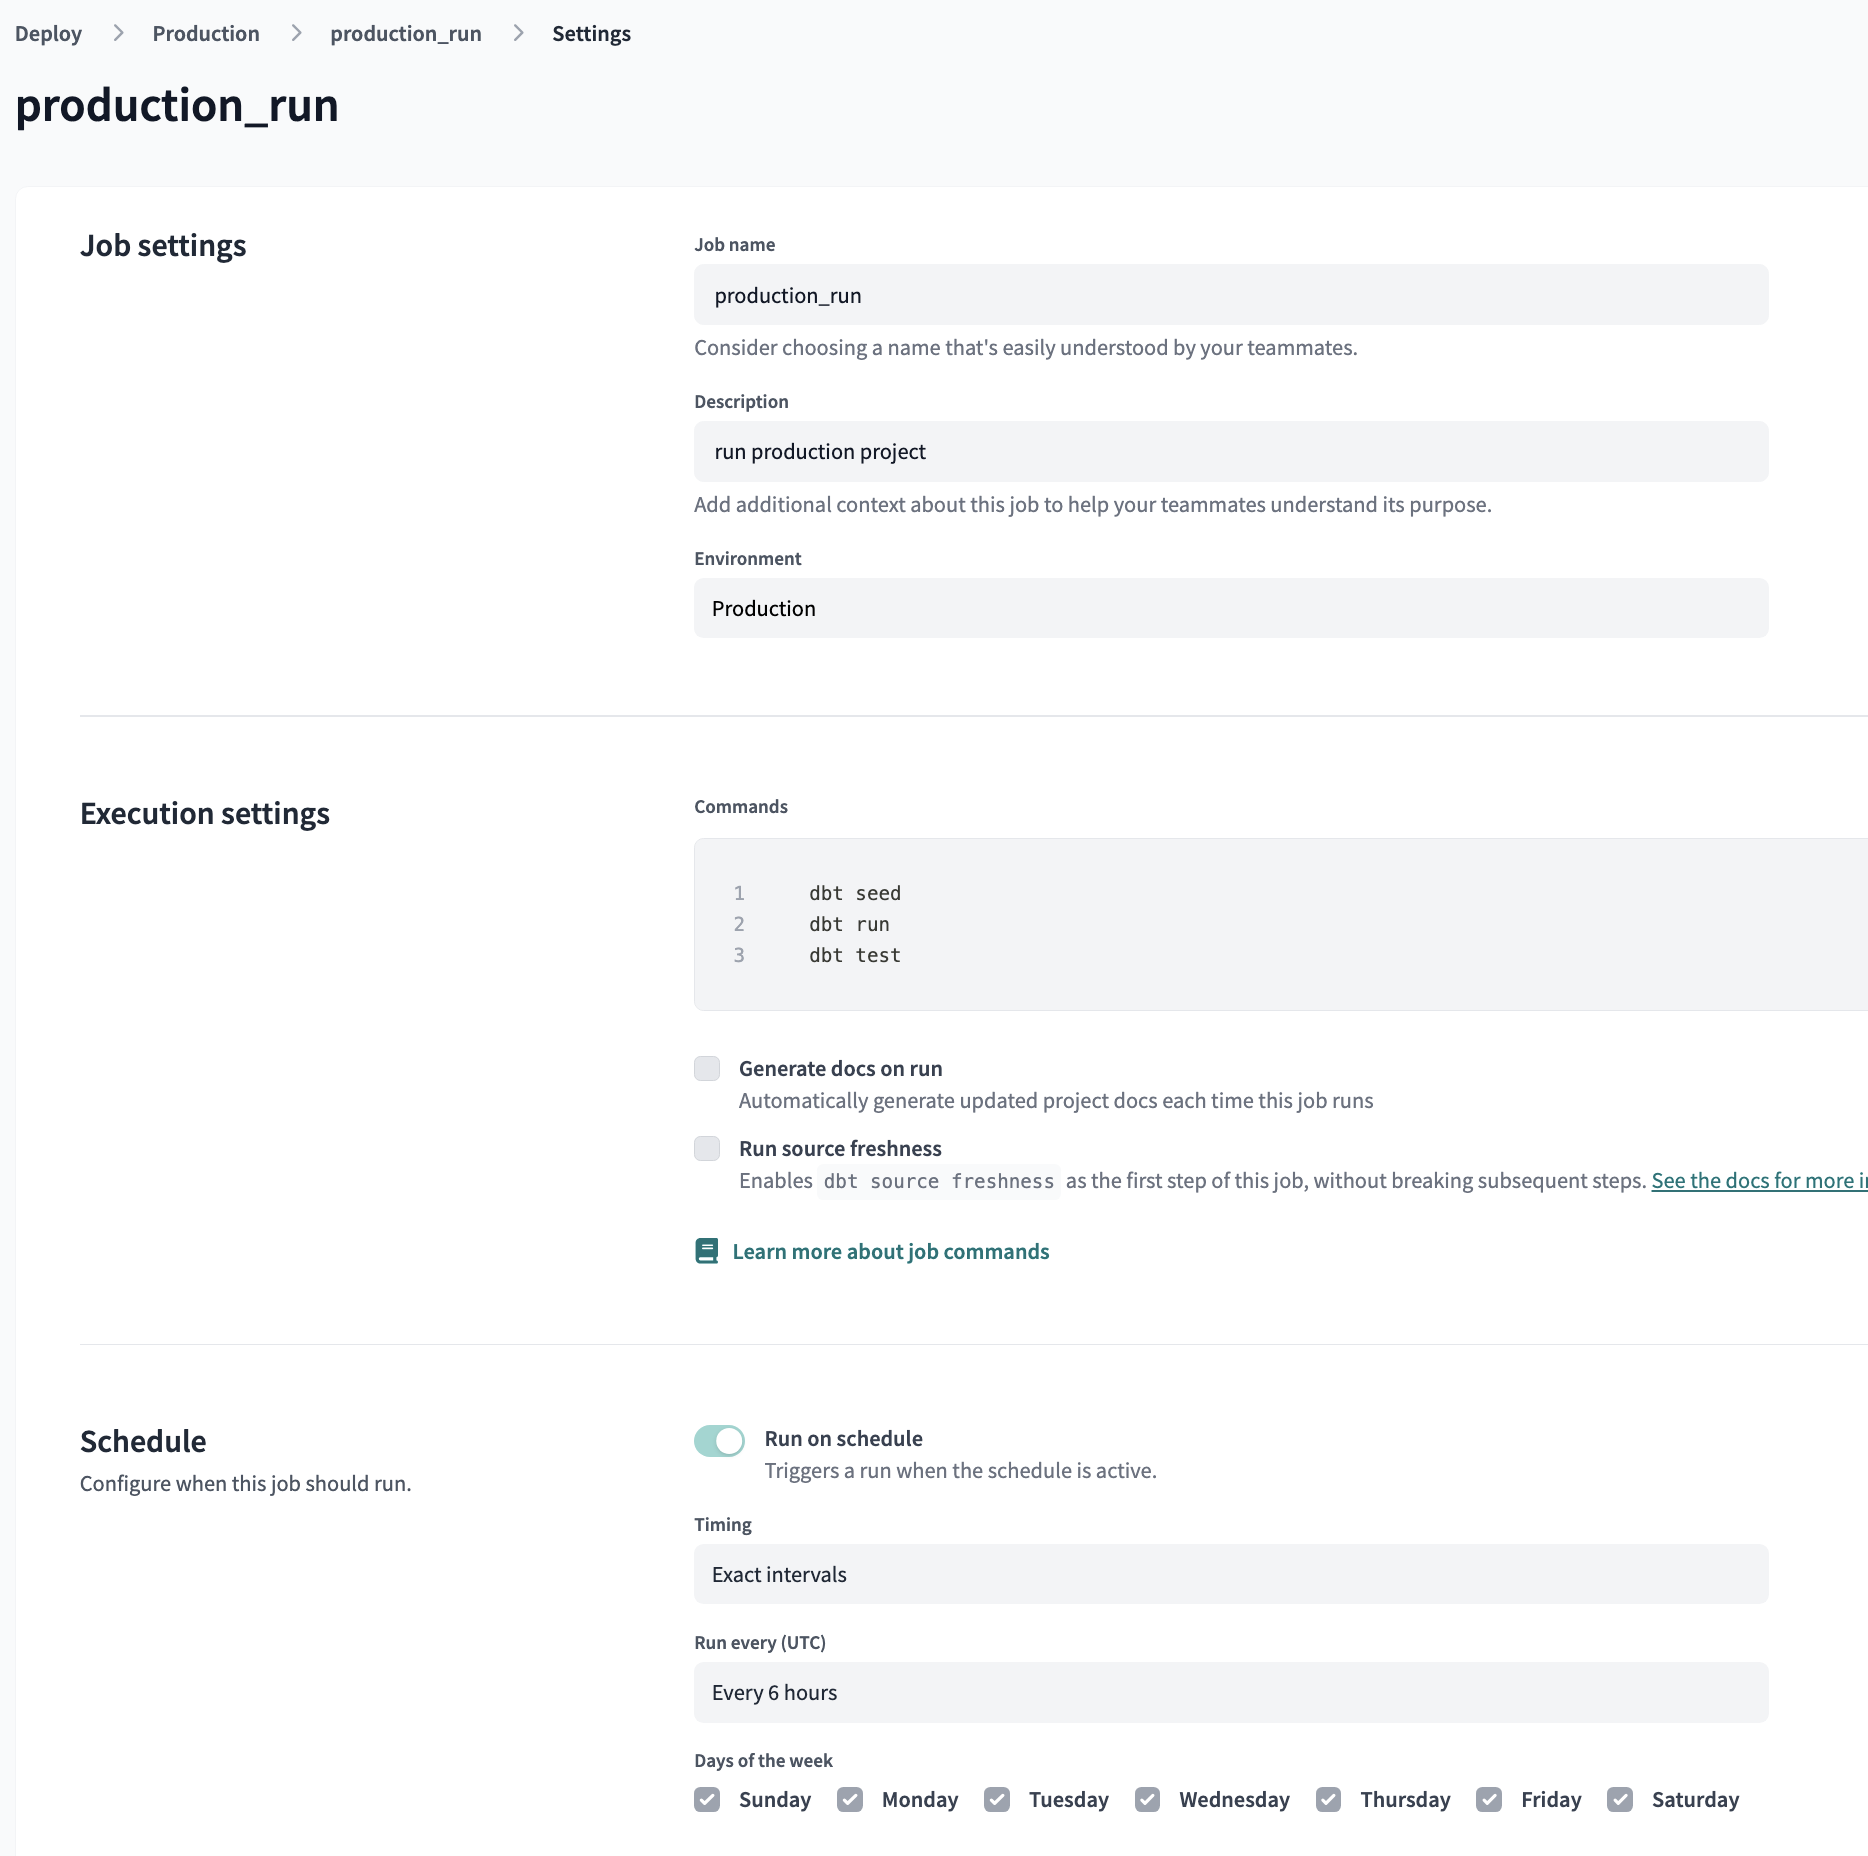 Deploy > Production > production_run > Settings
production_run
Job settings
Job name
production_run
Consider choosing a name that's easily understood by your teammates.
Description
run production project
Add additional context about this job to help your teammates understand its purpose.
Environment
Production
Execution settings
Commands
1 dbt seed
2 dbt run
3 dbt test
Generate docs on run
Automatically generate updated project docs each time this job runs
Run source freshness
Enables dbt source freshness as the first step of this job, without breaking subsequent steps. See the docs for more
Learn more about job commands
Schedule
Configure when this job should run.
Run on schedule
Triggers a run when the schedule is active.
Timing
Exact intervals
Run every (UTC)
Every 6 hours
Days of the week
Sunday Monday Tuesday Wednesday Thursday Friday Saturday